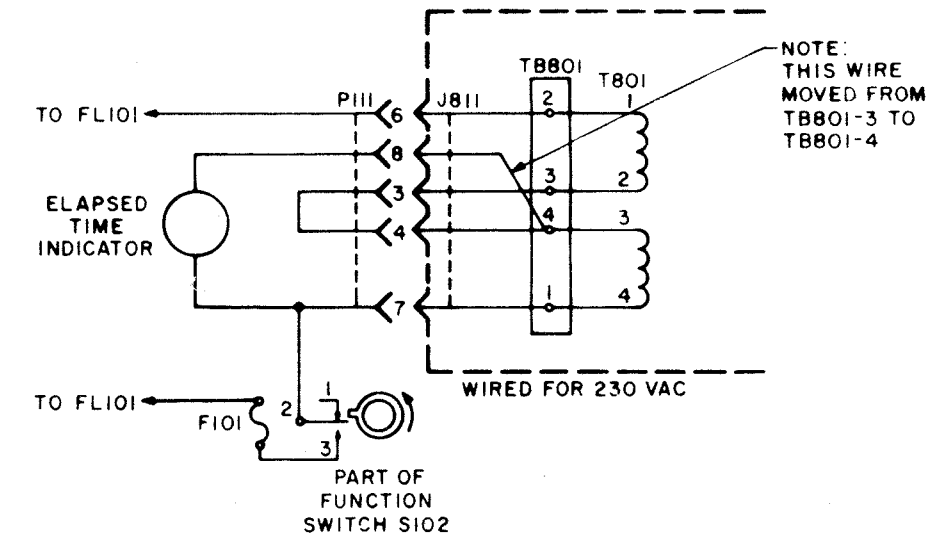 NOTE:
THIS WIRE
MOVED FROM
TB801-3 TO
TB801-4
TB801
T801
P111
J811
TO FL101
6
2
1
8
3
3
2
ELAPSED
TIME
INDICATOR
4
4
3
7
1
4
WIRED FOR 230 VAC
TO FL101
F101
1
2
3
PART OF
FUNCTION
SWITCH S102